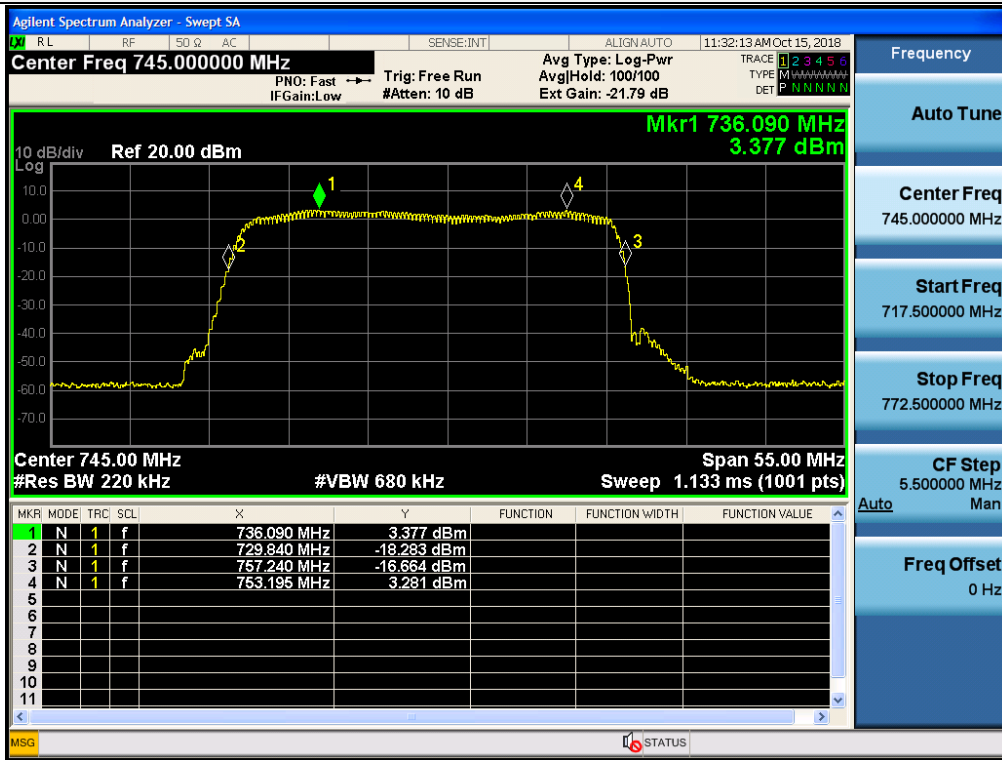 Agilent Spectrum Analyzer - Swept SA
LXI RL RF 50 Ω AC SENSE:INT ALIGNAUTO 11:32:13 AM Oct 15, 2018
Center Freq 745.000000 MHz
PNO: Fast
IFGain:Low
Trig: Free Run
#Atten: 10 dB
Avg Type: Log-Pwr
Avg|Hold: 100/100
Ext Gain: -21.79 dB
TRACE 1 2 3 4 5 6
TYPE M
DET P N N N N N
Mkr1 736.090 MHz
3.377 dBm
10 dB/div Ref 20.00 dBm
Log
10.0
0.00
-10.0
-20.0
-30.0
-40.0
-50.0
-60.0
-70.0
1
2
3
4
Center 745.00 MHz Span 55.00 MHz
#Res BW 220 kHz #VBW 680 kHz Sweep 1.133 ms (1001 pts)
MKR MODE TRC SCL X Y FUNCTION FUNCTION WIDTH FUNCTION VALUE
1 N 1 f 736.090 MHz 3.377 dBm
2 N 1 f 729.840 MHz -18.283 dBm
3 N 1 f 757.240 MHz -16.664 dBm
4 N 1 f 753.195 MHz 3.281 dBm
5
6
7
8
9
10
11
MSG STATUS
Frequency
Auto Tune
Center Freq
745.000000 MHz
Start Freq
717.500000 MHz
Stop Freq
772.500000 MHz
CF Step
5.500000 MHz
Auto Man
Freq Offset
0 Hz